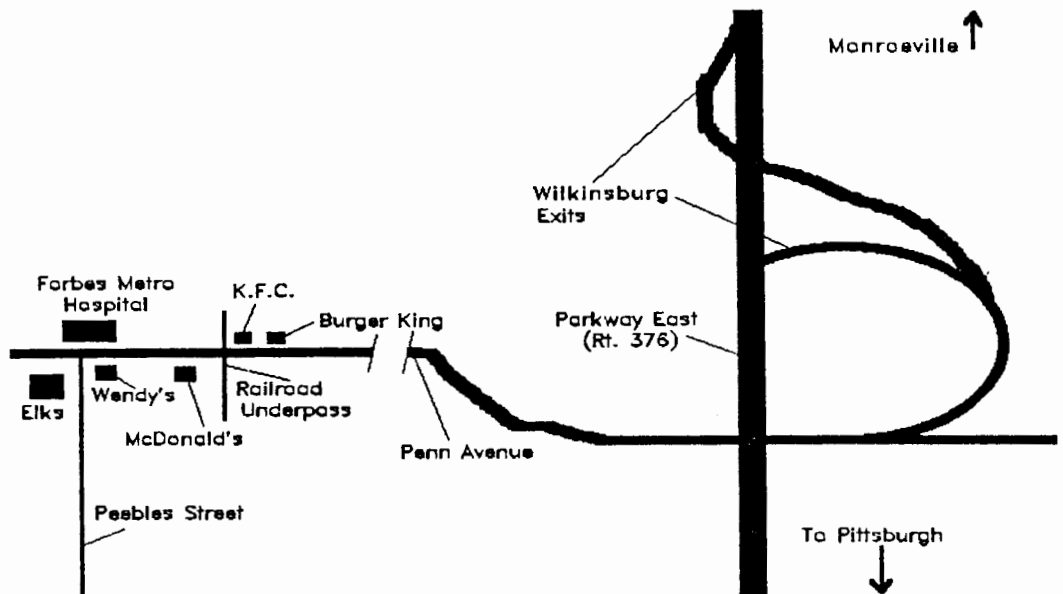 Monroeville
Wilkinsburg
Exits
Forbes Metro
Hospital
K.F.C.
Burger King
Parkway East
(Rt. 376)
Elks
Wendy's
Railroad
Underpass
McDonald's
Penn Avenue
Peebles Street
To Pittsburgh